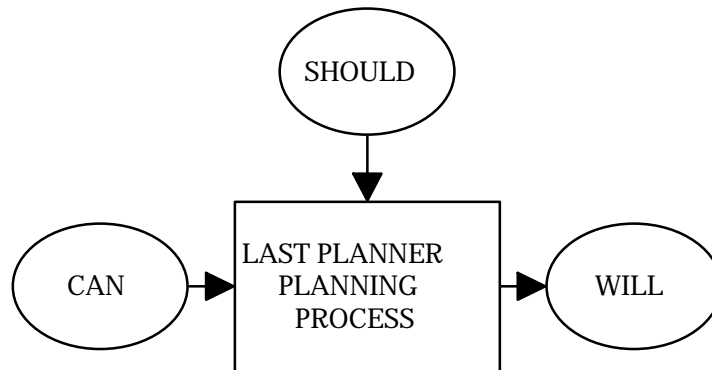 SHOULD
CAN
LAST PLANNER
PLANNING
PROCESS
WILL